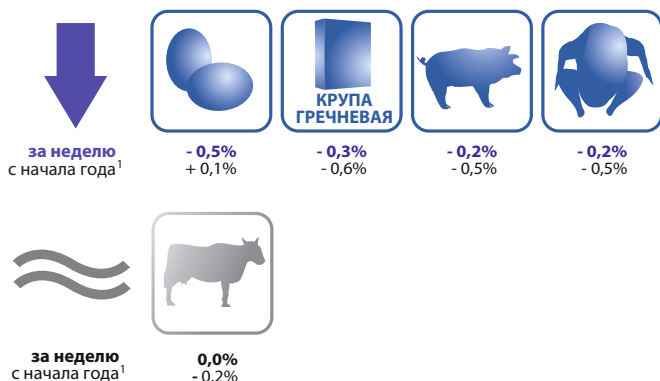 КРУПА
ГРЕЧНЕВАЯ
за неделю - 0,5% - 0,3% - 0,2% - 0,2%
с начала года¹ + 0,1% - 0,6% - 0,5% - 0,5%
за неделю 0,0%
с начала года¹ - 0,2%